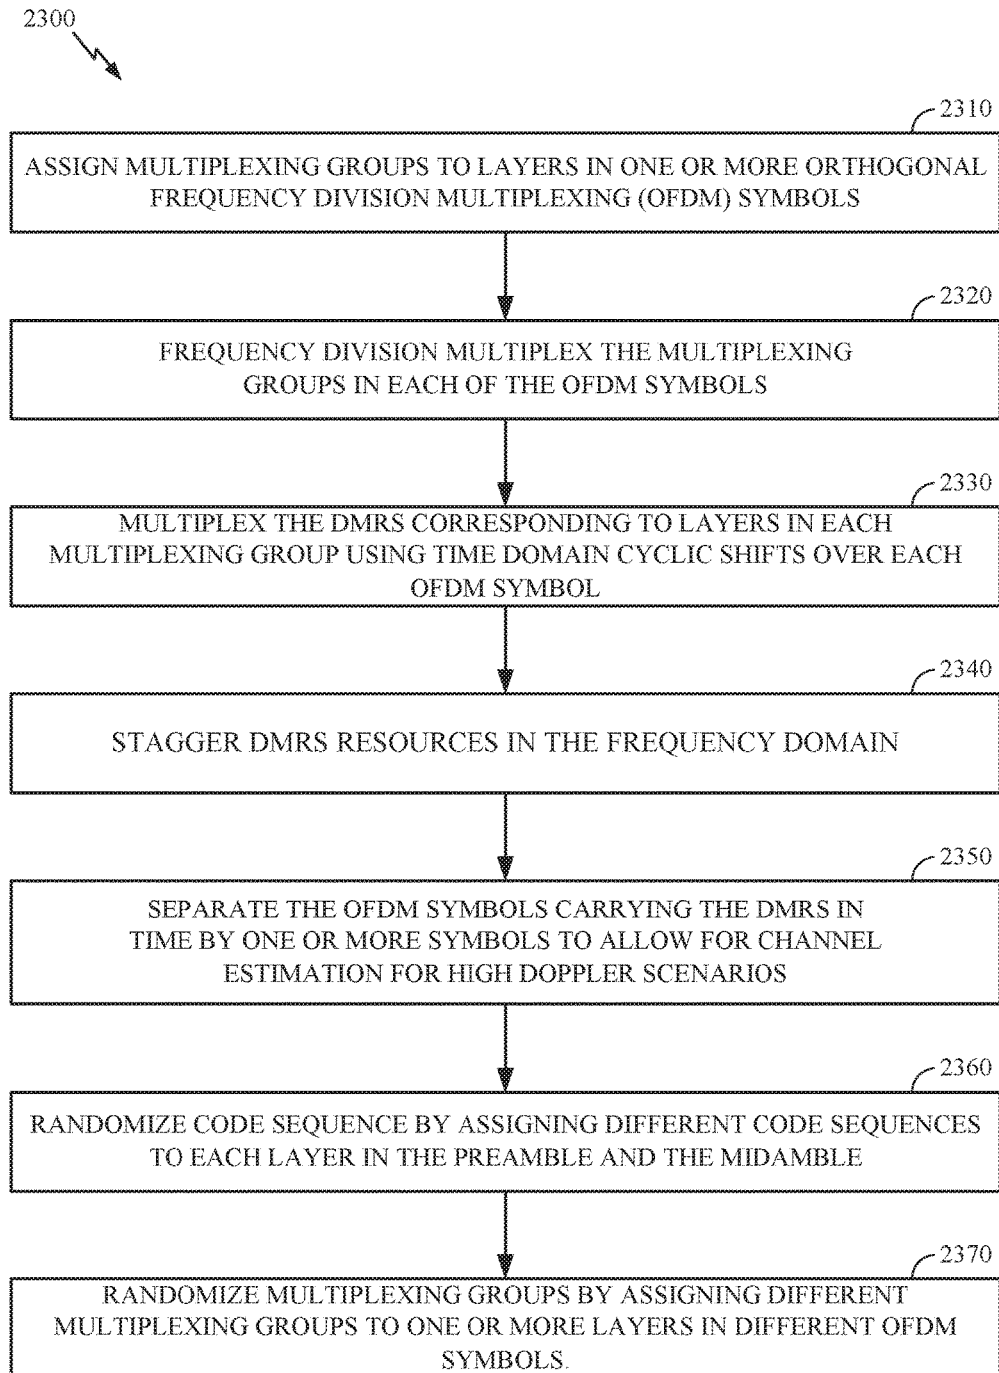 2300
2310
ASSIGN MULTIPLEXING GROUPS TO LAYERS IN ONE OR MORE ORTHOGONAL
FREQUENCY DIVISION MULTIPLEXING (OFDM) SYMBOLS
2320
FREQUENCY DIVISION MULTIPLEX THE MULTIPLEXING
GROUPS IN EACH OF THE OFDM SYMBOLS
2330
MULTIPLEX THE DMRS CORRESPONDING TO LAYERS IN EACH
MULTIPLEXING GROUP USING TIME DOMAIN CYCLIC SHIFTS OVER EACH
OFDM SYMBOL
2340
STAGGER DMRS RESOURCES IN THE FREQUENCY DOMAIN
2350
SEPARATE THE OFDM SYMBOLS CARRYING THE DMRS IN
TIME BY ONE OR MORE SYMBOLS TO ALLOW FOR CHANNEL
ESTIMATION FOR HIGH DOPPLER SCENARIOS
2360
RANDOMIZE CODE SEQUENCE BY ASSIGNING DIFFERENT CODE SEQUENCES
TO EACH LAYER IN THE PREAMBLE AND THE MIDAMBLE
2370
RANDOMIZE MULTIPLEXING GROUPS BY ASSIGNING DIFFERENT
MULTIPLEXING GROUPS TO ONE OR MORE LAYERS IN DIFFERENT OFDM
SYMBOLS.